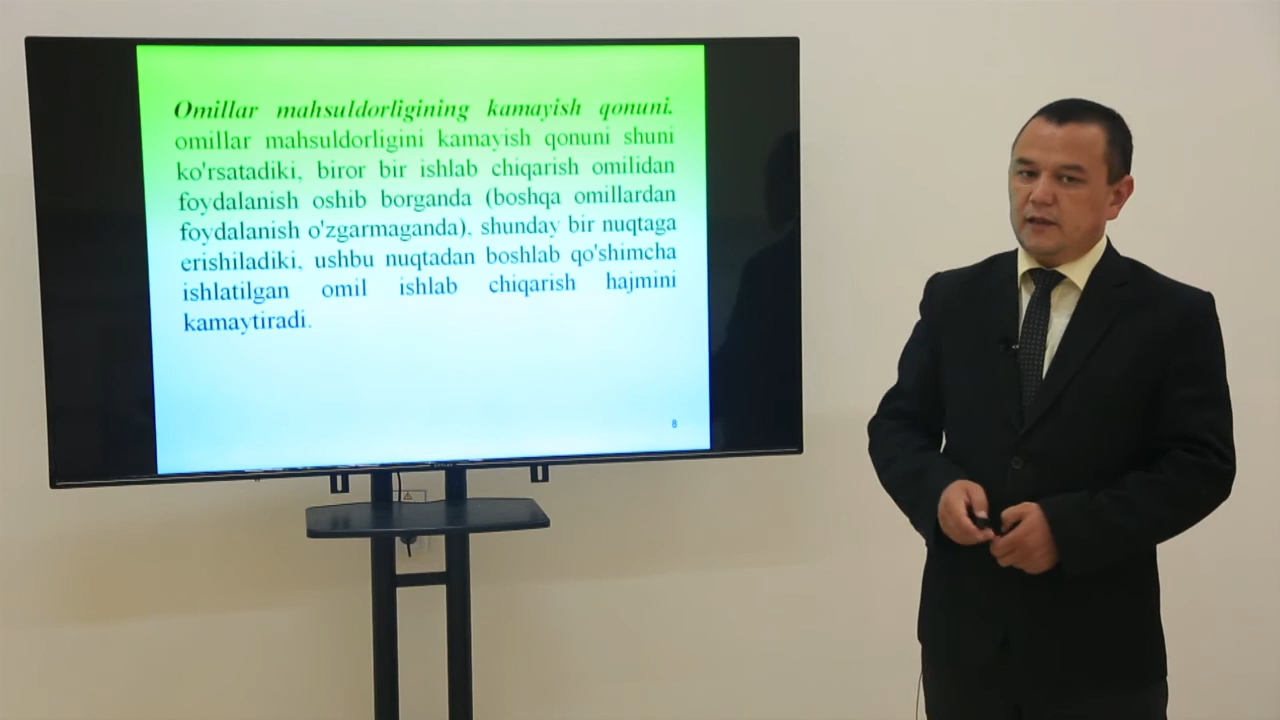 Omillar mahsuldorligining kamayish qonuni.
omillar mahsuldorligini kamayish qonuni shuni
ko'rsatadiki, biror bir ishlab chiqarish omilidan
foydalanish oshib borganda (boshqa omillardan
foydalanish o'zgarmaganda), shunday bir nuqtaga
erishiladiki, ushbu nuqtadan boshlab qo'shimcha
ishlatilgan omil ishlab chiqarish hajmini
kamaytiradi.
8